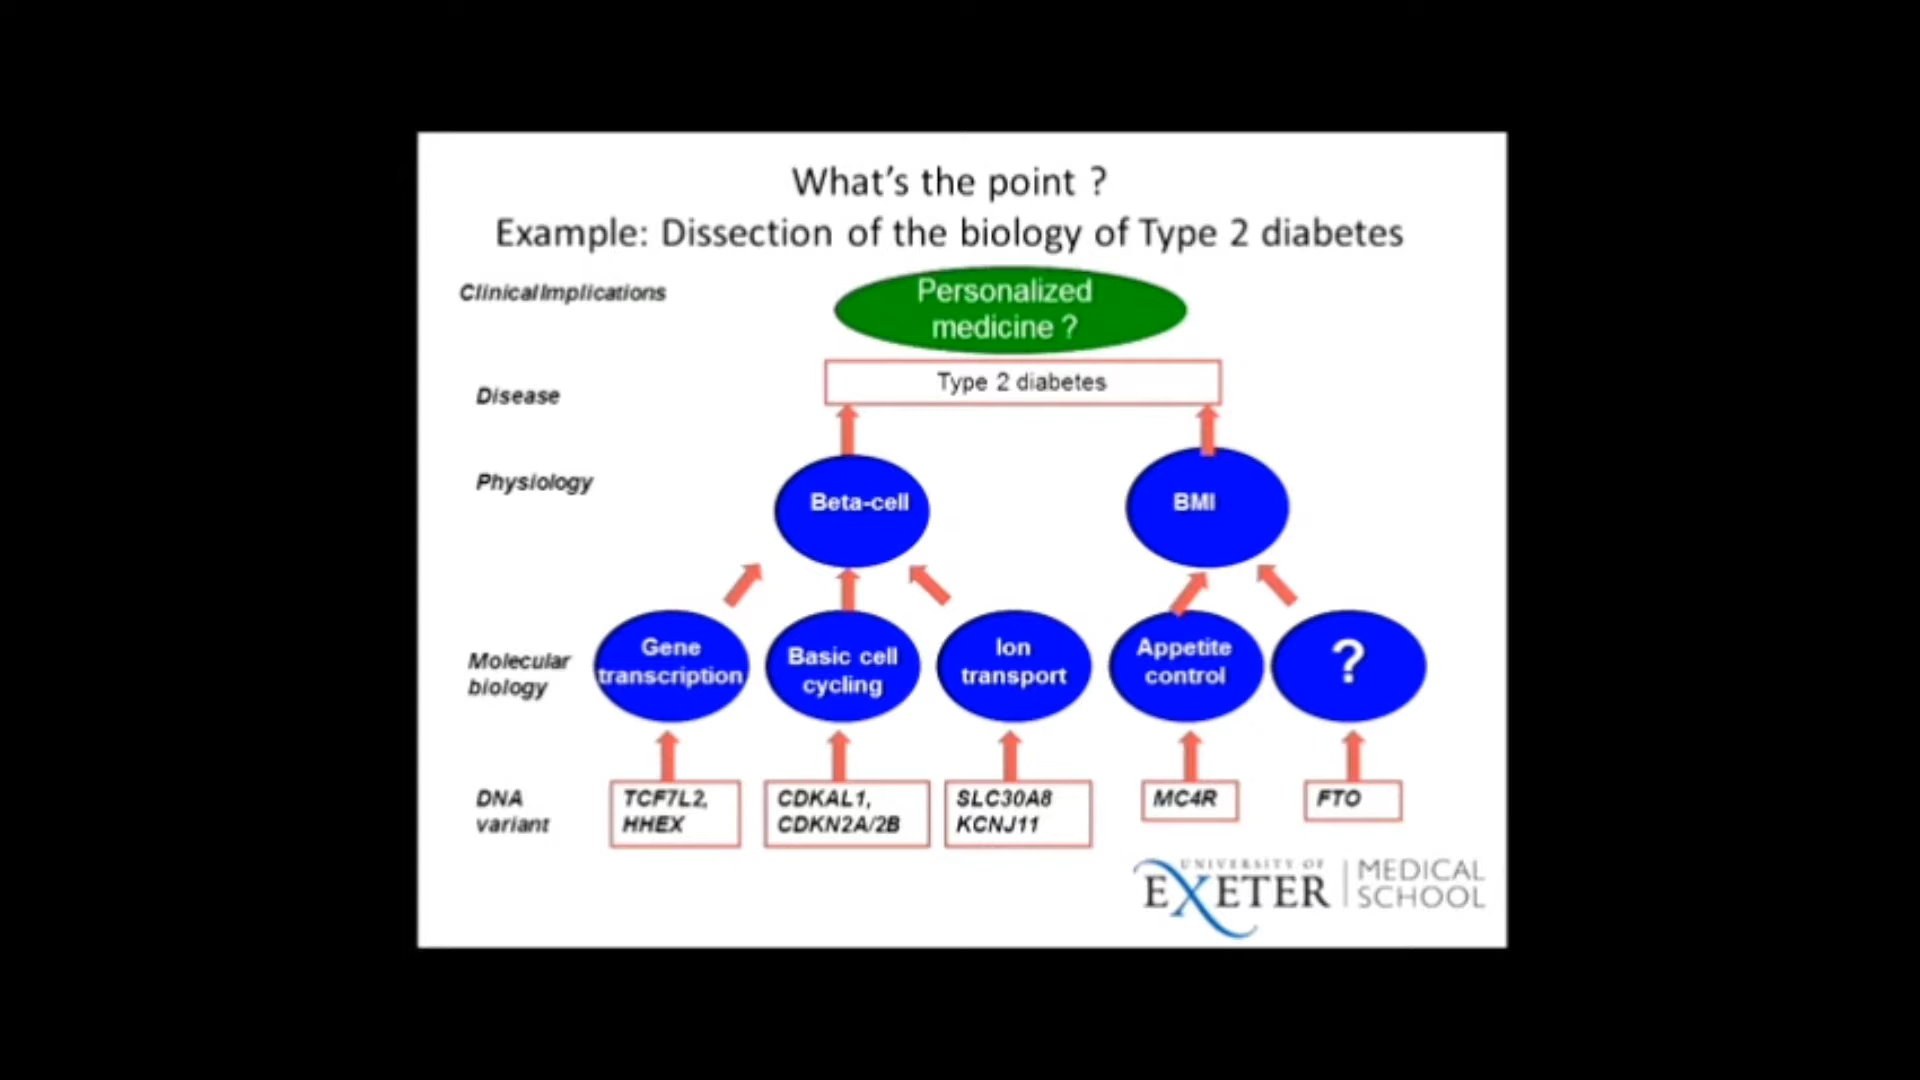 What's the point ?
Example: Dissection of the biology of Type 2 diabetes
Clinical Implications
Personalized
medicine ?
Disease
Type 2 diabetes
Physiology
Beta-cell
BMI
Molecular
biology
Gene
transcription
Basic cell
cycling
Ion
transport
Appetite
control
?
DNA
variant
TCF7L2,
HHEX
CDKAL1,
CDKN2A/2B
SLC30A8
KCNJ11
MC4R
FTO
UNIVERSITY OF
EXETER
MEDICAL
SCHOOL